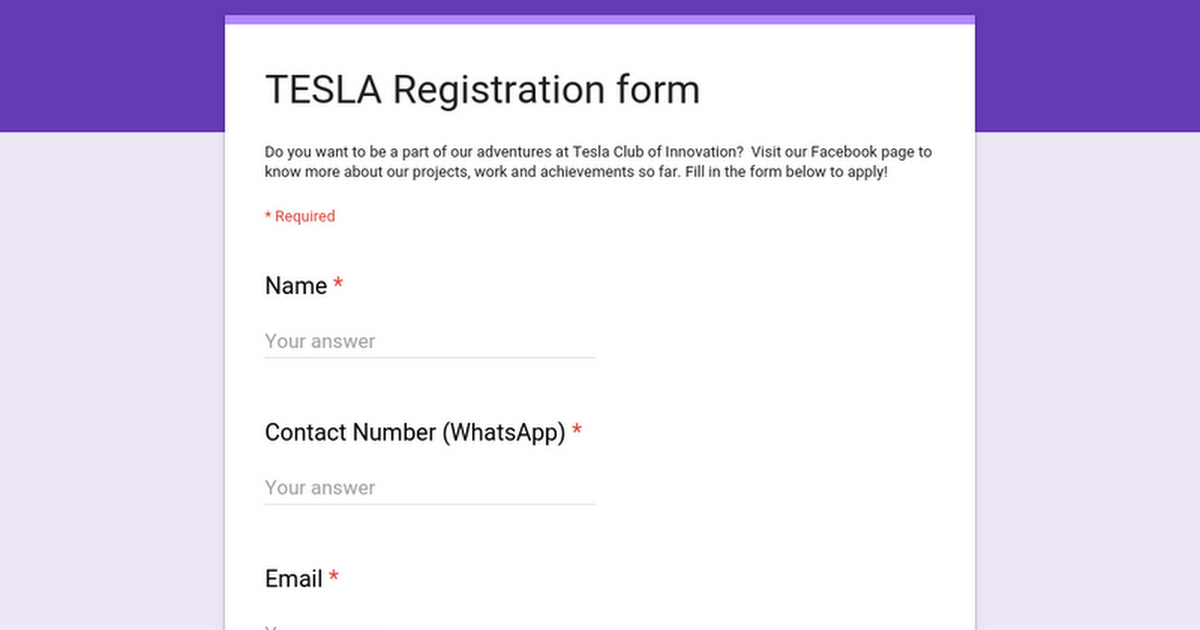 TESLA Registration form
Do you want to be a part of our adventures at Tesla Club of Innovation?  Visit our Facebook page to
know more about our projects, work and achievements so far. Fill in the form below to apply!
* Required
Name *
Your answer
Contact Number (WhatsApp) *
Your answer
Email *